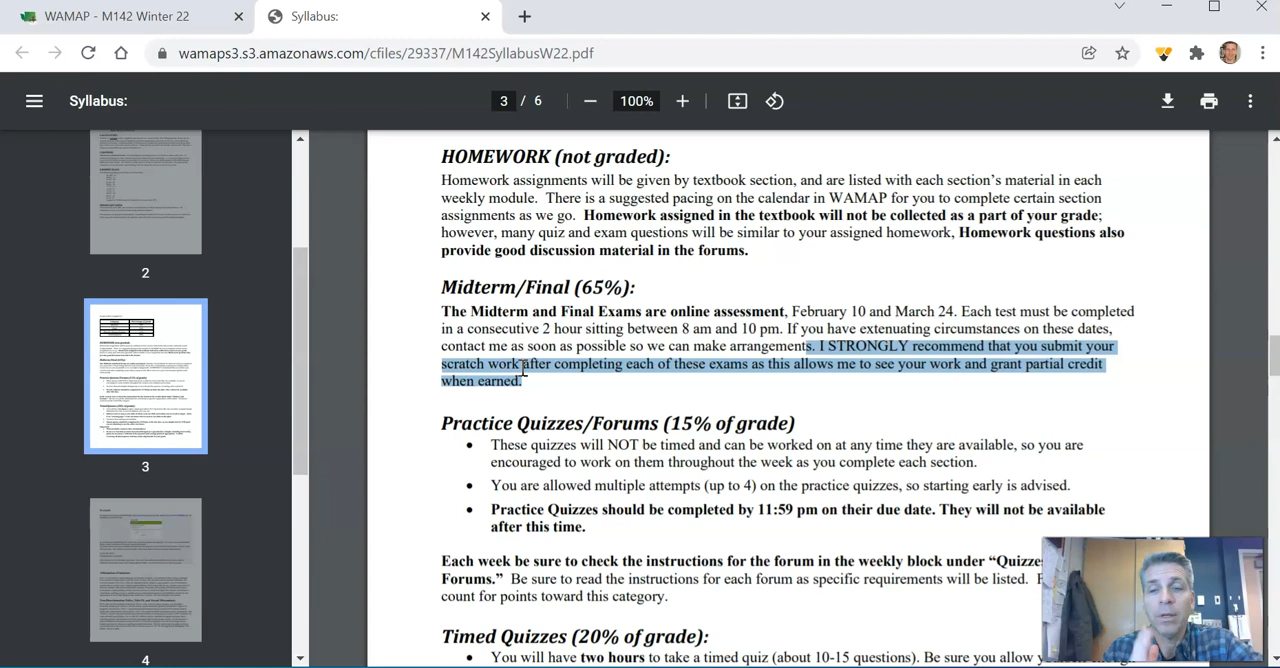 WAMAP - M142 Winter 22
Syllabus:
wamaps3.s3.amazonaws.com/cfiles/29337/M142SyllabusW22.pdf
Syllabus:
3 / 6
100%
HOMEWORK (not graded):
Homework assignments will be given by textbook section, and are listed with each section's material in each
weekly module. There is a suggested pacing on the calendar in WAMAP for you to complete certain section
assignments as we go. Homework assigned in the textbook will not be collected as a part of your grade;
however, many quiz and exam questions will be similar to your assigned homework, Homework questions also
provide good discussion material in the forums.
Midterm/Final (65%):
The Midterm and Final Exams are online assessment, February 10 and March 24. Each test must be completed
in a consecutive 2 hour sitting between 8 am and 10 pm. If you have extenuating circumstances on these dates,
contact me as soon as possible so we can make arrangements. I STRONGLY recommend that you submit your
scratch work after completing each of these exams as this allows me to see your work and grant partial credit
when earned.
Practice Quizzes/Forums (15% of grade)
• These quizzes will NOT be timed and can be worked on at any time they are available, so you are
encouraged to work on them throughout the week as you complete each section.
• You are allowed multiple attempts (up to 4) on the practice quizzes, so starting early is advised.
• Practice Quizzes should be completed by 11:59 pm on their due date. They will not be available
after this time.
Each week be sure to check the instructions for the forum in the weekly block under “Quizze
Forums.” Be sure to read the instructions for each forum as specific requirements will be listed.
count for points toward this category.
Timed Quizzes (20% of grade):
• You will have two hours to take a timed quiz (about 10-15 questions). Be sure you allow
2
3
4